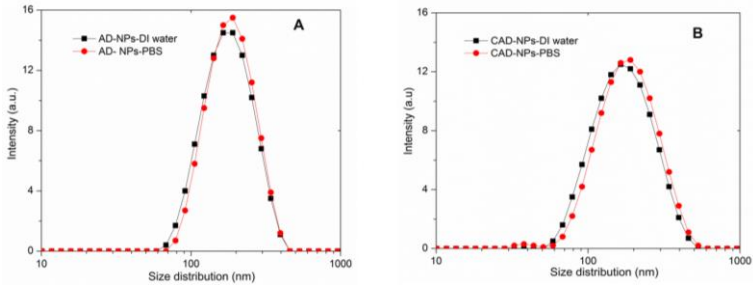 16
12
8
4
0
Intensity (a.u.)
AD-NPs-DI water
AD- NPs-PBS
A
10
100
1000
Size distribution (nm)
16
12
8
4
0
Intensity (a.u.)
CAD-NPs-DI water
CAD-NPs-PBS
B
10
100
1000
Size distribution (nm)